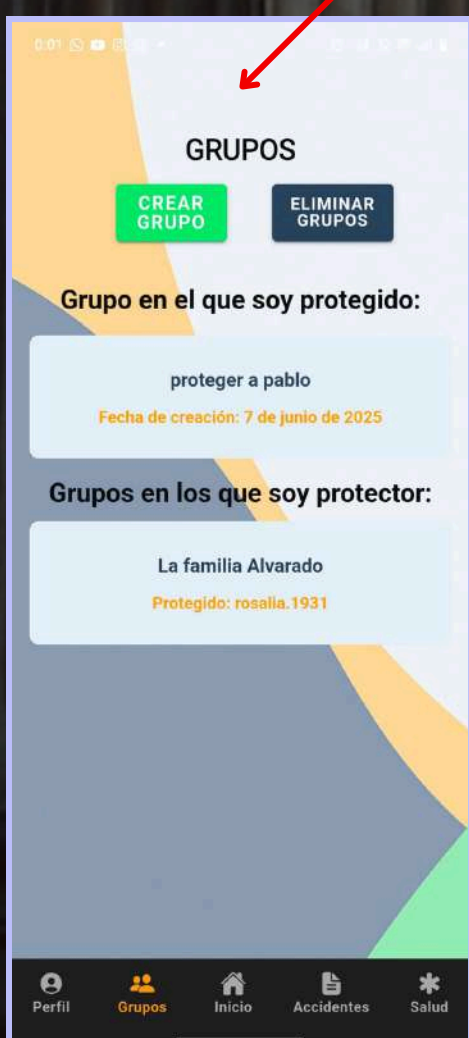 0:01
GRUPOS
CREAR
GRUPO
ELIMINAR
GRUPOS
Grupo en el que soy protegido:
proteger a pablo
Fecha de creación: 7 de junio de 2025
Grupos en los que soy protector:
La familia Alvarado
Protegido: rosalia.1931
Perfil
Grupos
Inicio
Accidentes
Salud